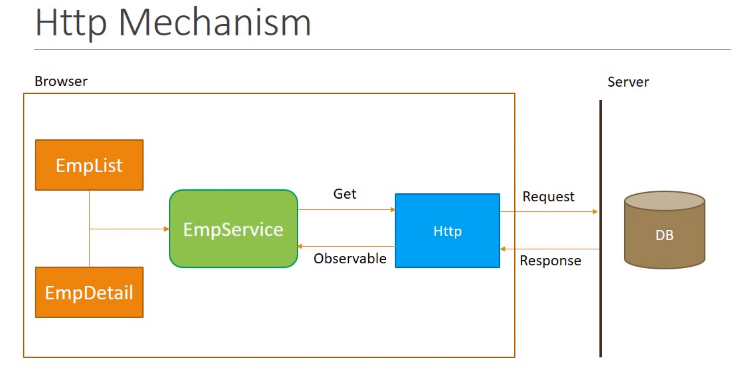 Http Mechanism
Browser
Server
EmpList
EmpService
EmpDetail
Get
Observable
Http
Request
Response
DB